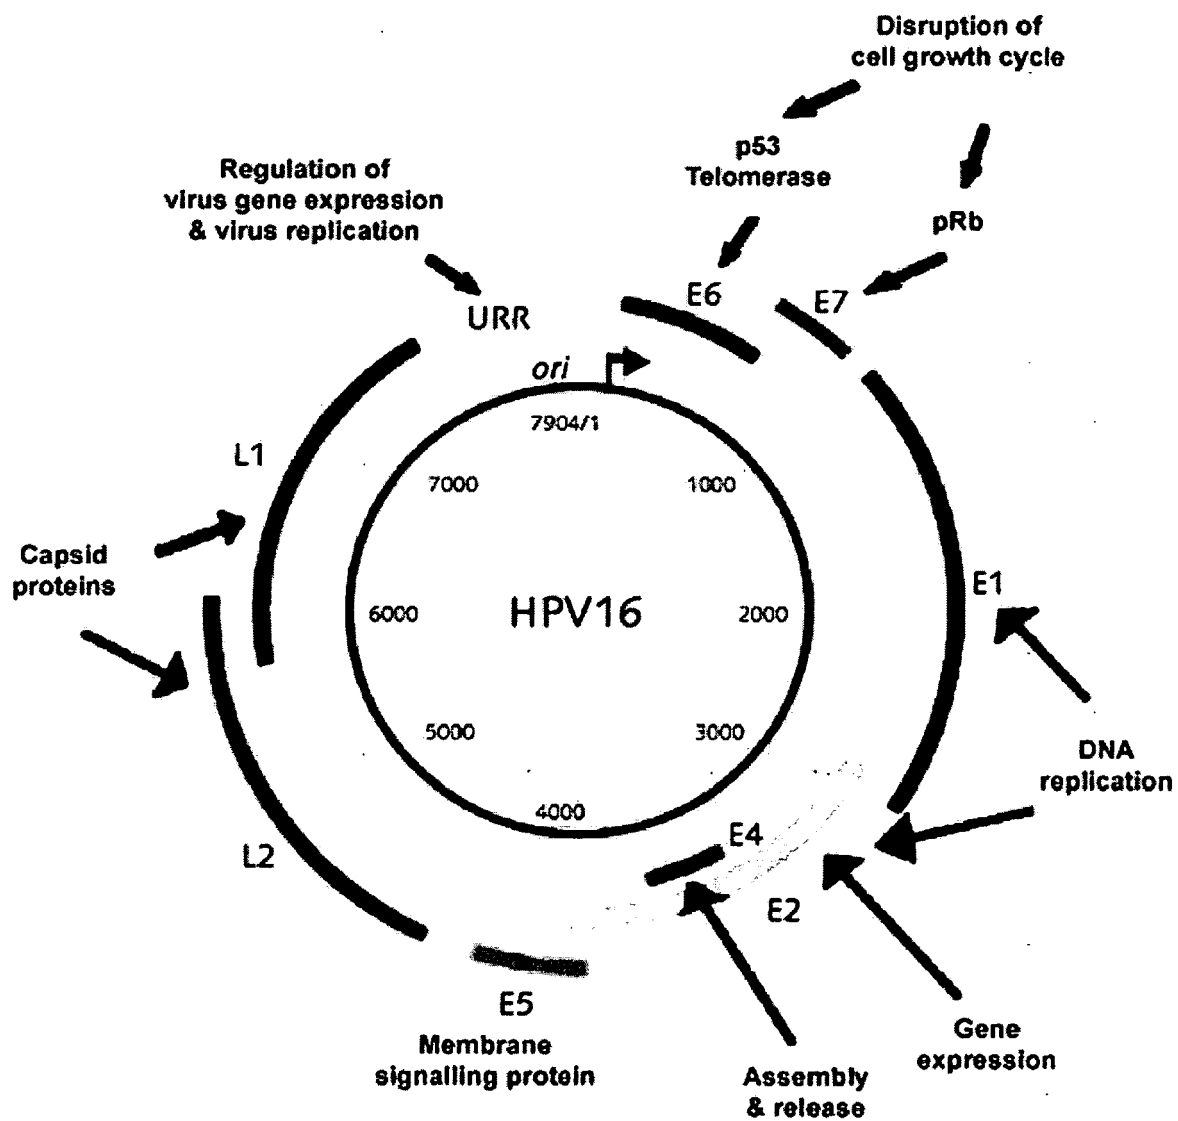 Disruption of
cell growth cycle
p53
Telomerase
pRb
Regulation of
virus gene expression
& virus replication
URR
E6
E7
ori
7904/1
L1
7000
1000
Capsid
proteins
6000
HPV16
2000
E1
5000
3000
DNA
replication
4000
E4
L2
E2
E5
Membrane
signalling protein
Gene
expression
Assembly
& release